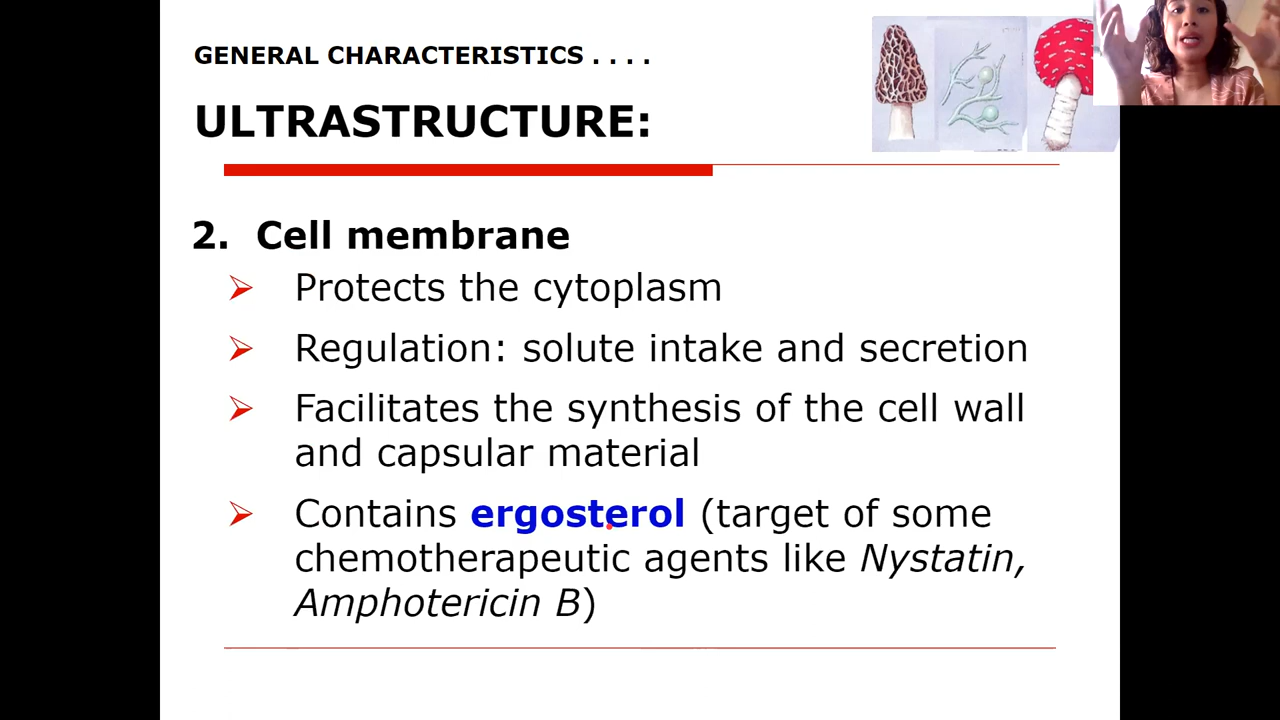 GENERAL CHARACTERISTICS . . . .
ULTRASTRUCTURE:
2. Cell membrane
Protects the cytoplasm
Regulation: solute intake and secretion
Facilitates the synthesis of the cell wall
and capsular material
Contains ergosterol (target of some
chemotherapeutic agents like Nystatin,
Amphotericin B)